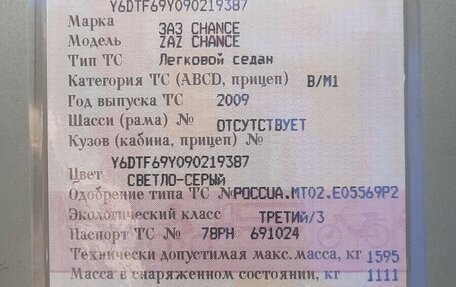 Y6DTF69Y090219387
Марка ЗАЗ CHANCE
Модель ZAZ CHANCE
Тип ТС Легковой седан
Категория ТС (ABCD, прицеп) B/M1
Год выпуска ТС 2009
Шасси (рама) № ОТСУТСТВУЕТ
Кузов (кабина, прицеп) №
Y6DTF69Y090219387
Цвет СВЕТЛО-СЕРЫЙ
Одобрение типа ТС №РОССUA.МТ02.Е05569Р2
Экологический класс ТРЕТИЙ/3
Паспорт ТС № 78РН 691024
Технически допустимая макс. масса, кг 1595
Масса в снаряженном состоянии, кг 1111